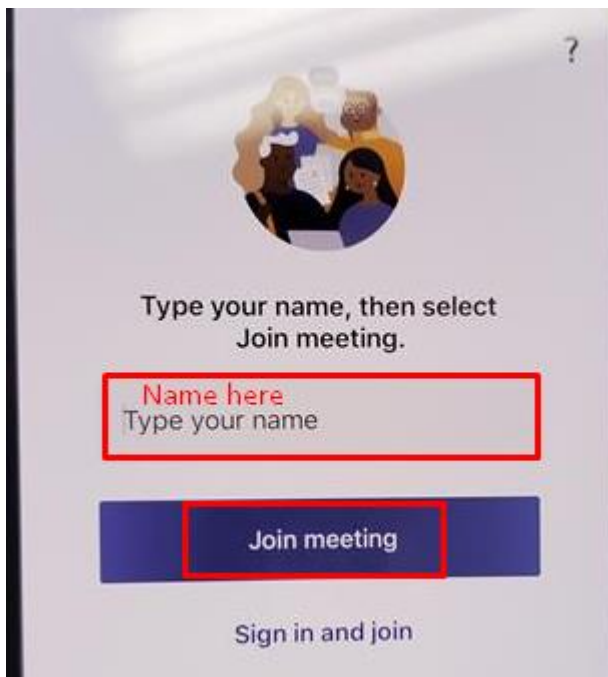 ?
Type your name, then select
Join meeting.
Name here
Type your name
Join meeting
Sign in and join